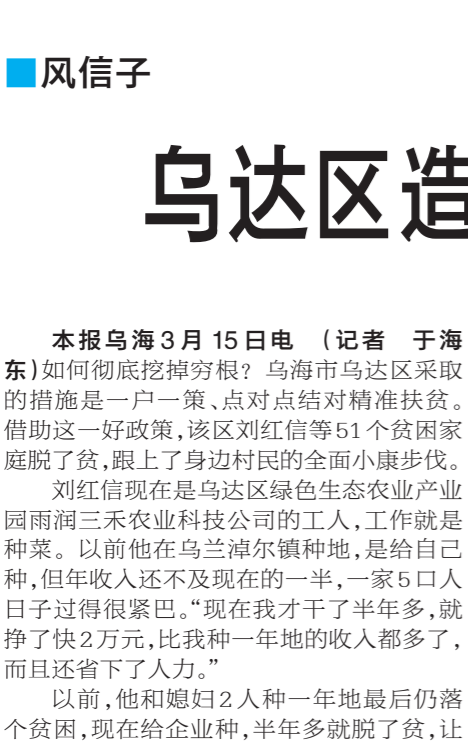 ■风信子
乌达区造
本报乌海3月15日电 （记者 于海
东）如何彻底挖掉穷根？乌海市乌达区采取
的措施是一户一策、点对点结对精准扶贫。
借助这一好政策，该区刘红信等51个贫困家
庭脱了贫，跟上了身边村民的全面小康步伐。
刘红信现在是乌达区绿色生态农业产业
园雨润三禾农业科技公司的工人，工作就是
种菜。以前他在乌兰淖尔镇种地，是给自己
种，但年收入还不及现在的一半，一家5口人
日子过得很紧巴。“现在我才干了半年多，就
挣了快2万元，比我种一年地的收入都多了，
而且还省下了人力。”
以前，他和媳妇2人种一年地最后仍落
个贫困，现在给企业种，半年多就脱了贫，让